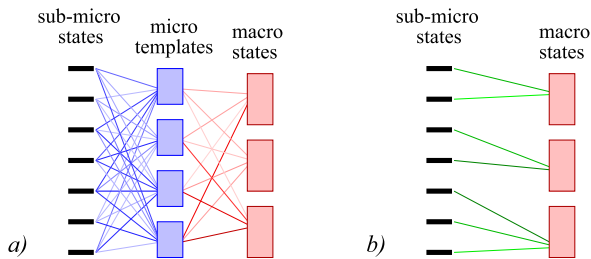 sub-micro
states
micro
templates
macro
states
a)
sub-micro
states
macro
states
b)